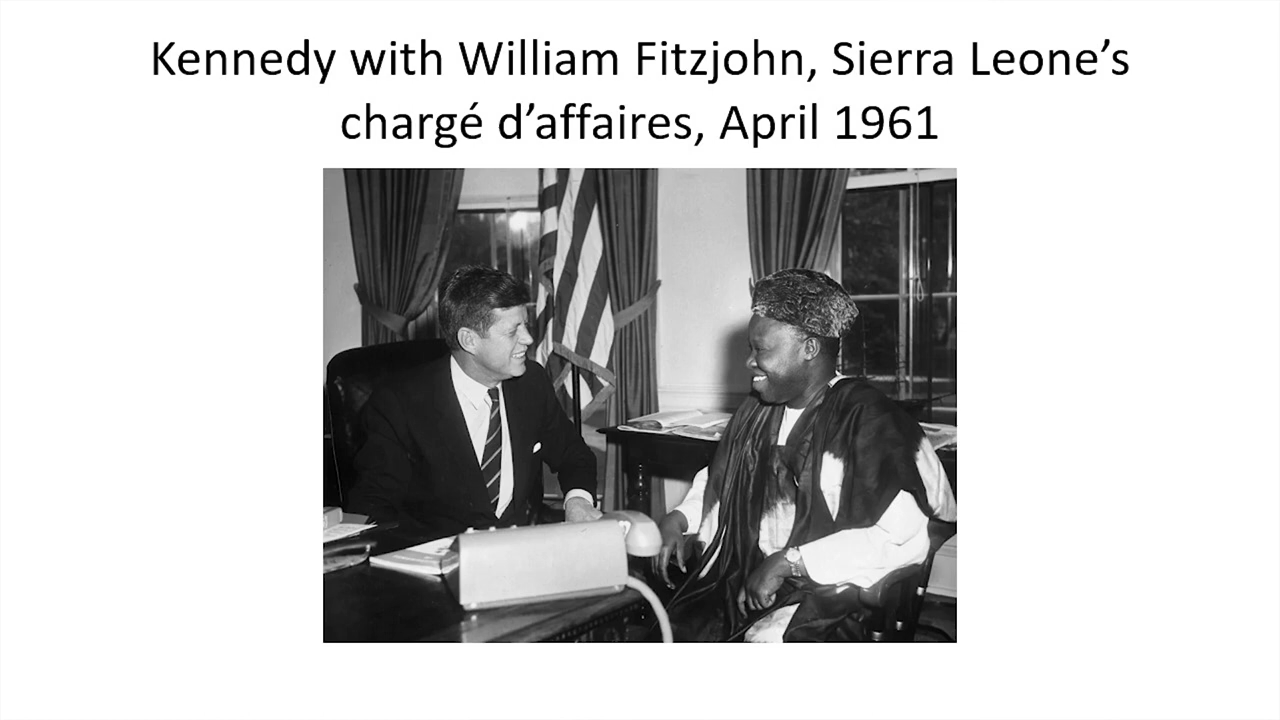 Kennedy with William Fitzjohn, Sierra Leone’s
chargé d’affaires, April 1961